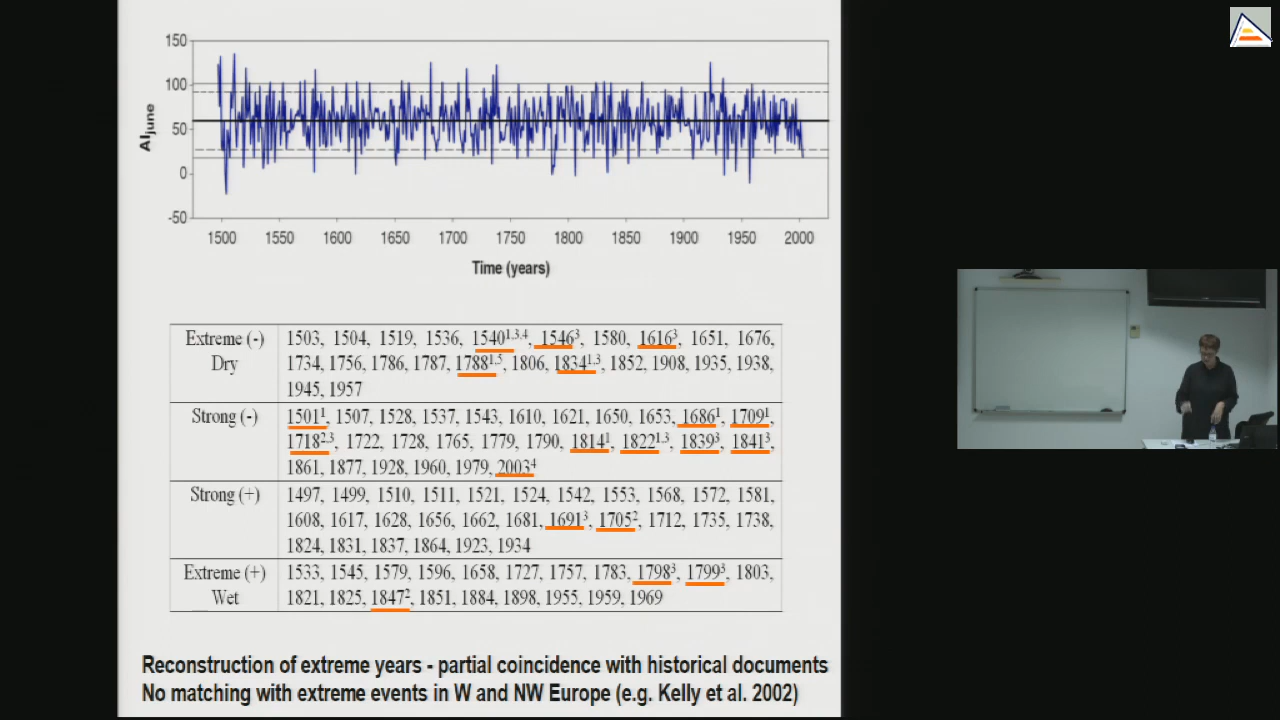 150
100
50
0
-50
AIjune
1500 1550 1600 1650 1700 1750 1800 1850 1900 1950 2000
Time (years)
Extreme (-) Dry
1503, 1504, 1519, 1536, 1540¹·³·⁴, 1546³, 1580, 1616³, 1651, 1676,
1734, 1756, 1786, 1787, 1788¹·⁵, 1806, 1834¹·³, 1852, 1908, 1935, 1938,
1945, 1957
Strong (-)
1501¹, 1507, 1528, 1537, 1543, 1610, 1621, 1650, 1653, 1686¹, 1709¹,
1718²·³, 1722, 1728, 1765, 1779, 1790, 1814¹, 1822¹·³, 1839³, 1841³,
1861, 1877, 1928, 1960, 1979, 2003⁴
Strong (+)
1497, 1499, 1510, 1511, 1521, 1524, 1542, 1553, 1568, 1572, 1581,
1608, 1617, 1628, 1656, 1662, 1681, 1691³, 1705², 1712, 1735, 1738,
1824, 1831, 1837, 1864, 1923, 1934
Extreme (+) Wet
1533, 1545, 1579, 1596, 1658, 1727, 1757, 1783, 1798³, 1799³, 1803,
1821, 1825, 1847², 1851, 1884, 1898, 1955, 1959, 1969
Reconstruction of extreme years - partial coincidence with historical documents
No matching with extreme events in W and NW Europe (e.g. Kelly et al. 2002)